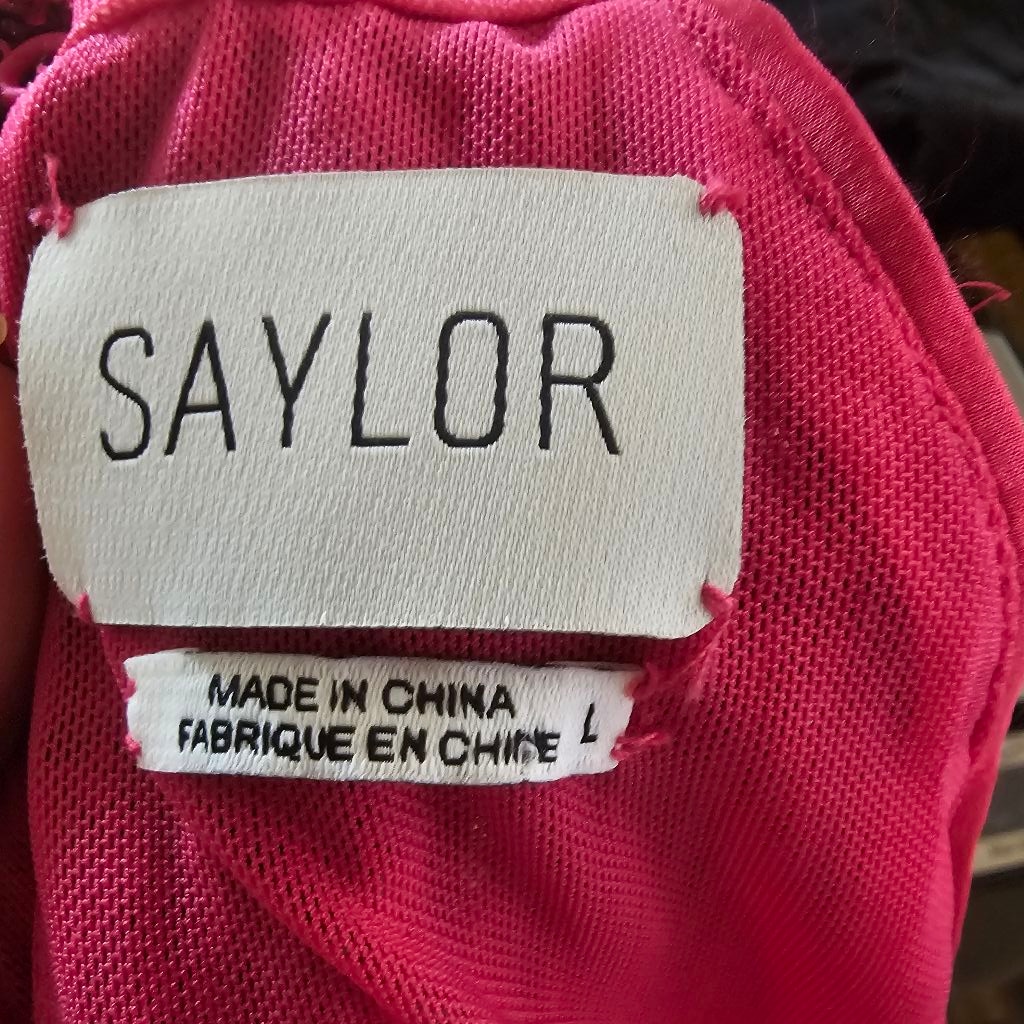 SAYLOR
MADE IN CHINA
FABRIQUE EN CHINE
L